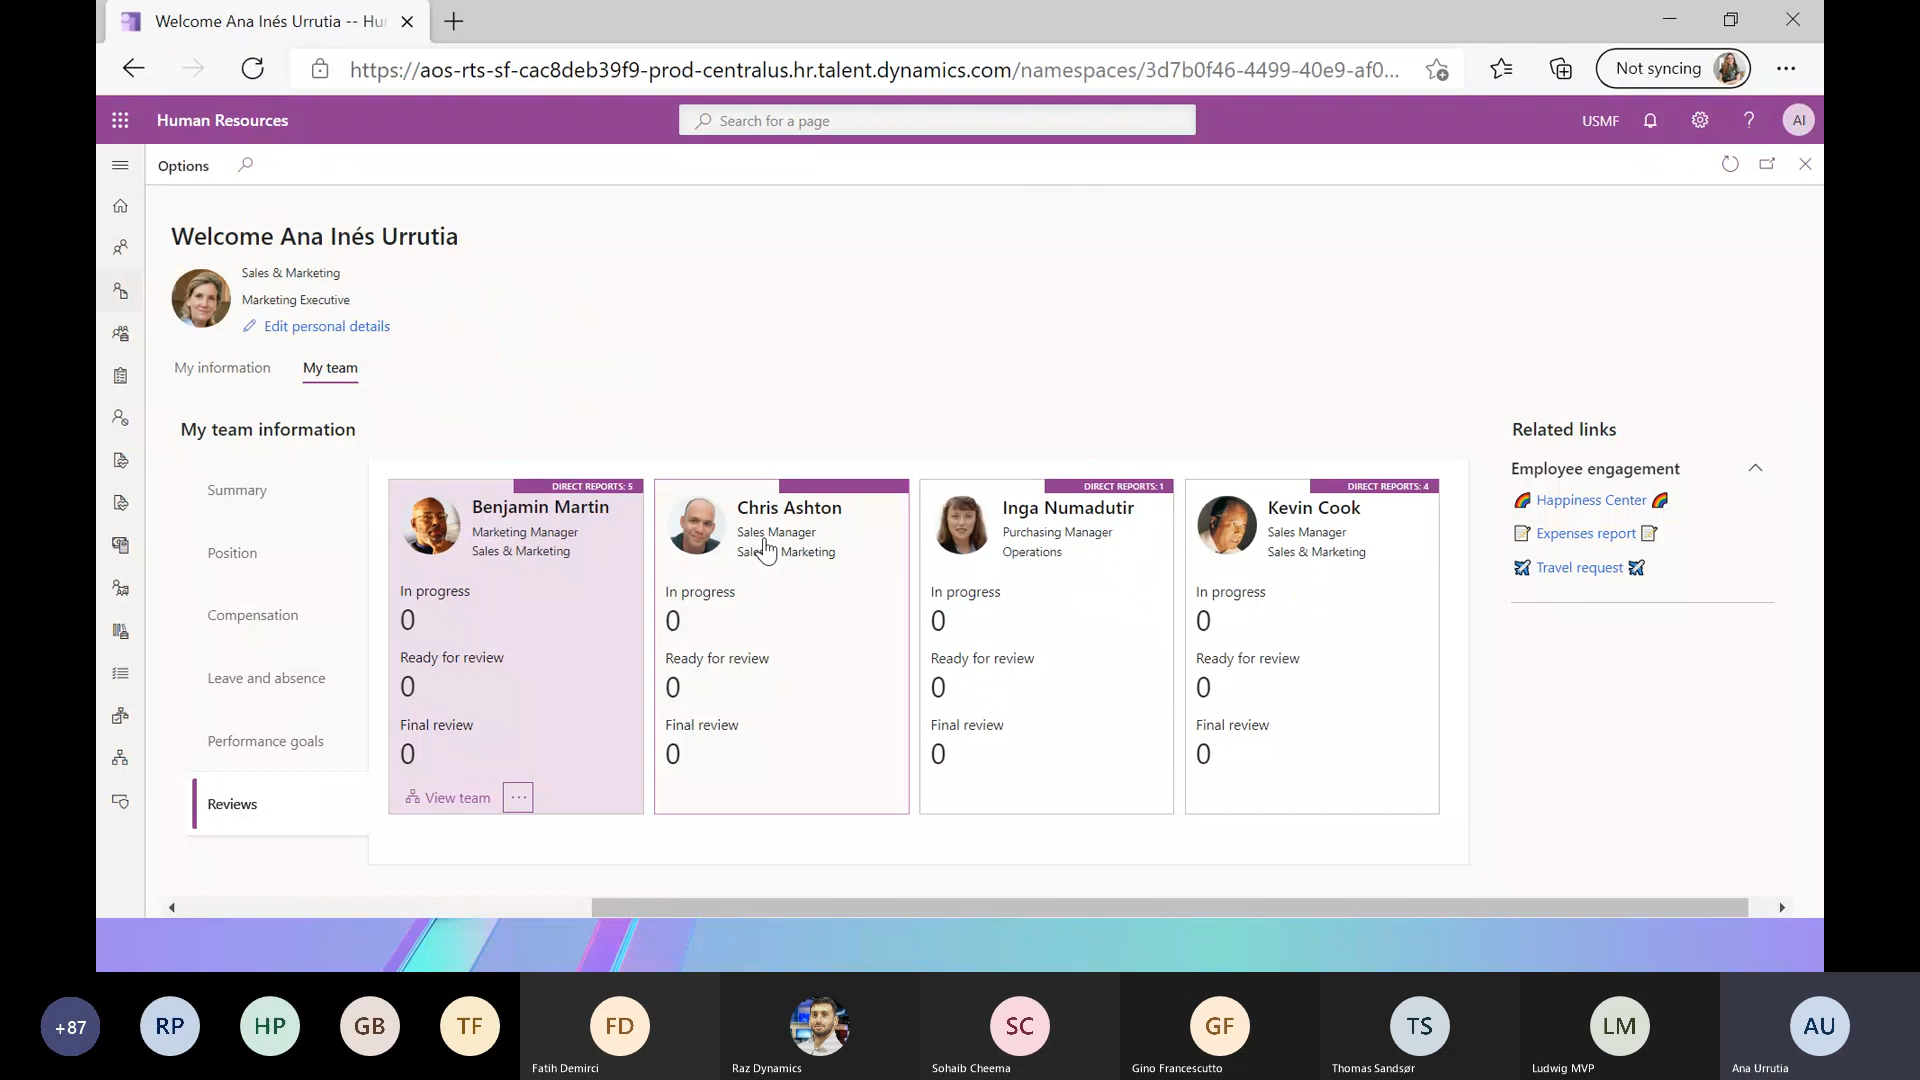 Welcome Ana Inés Urrutia -- Hu
https://aos-rts-sf-cac8deb39f9-prod-centralus.hr.talent.dynamics.com/namespaces/3d7b0f46-4499-40e9-af0...
Not syncing
Human Resources
Search for a page
USMF
AI
Options
Welcome Ana Inés Urrutia
Sales & Marketing
Marketing Executive
Edit personal details
My information
My team
My team information
Summary
Position
Compensation
Leave and absence
Performance goals
Reviews
DIRECT REPORTS: 5
Benjamin Martin
Marketing Manager
Sales & Marketing
In progress
0
Ready for review
0
Final review
0
View team
Chris Ashton
Sales Manager
Sales & Marketing
In progress
0
Ready for review
0
Final review
0
DIRECT REPORTS: 1
Inga Numadutir
Purchasing Manager
Operations
In progress
0
Ready for review
0
Final review
0
DIRECT REPORTS: 4
Kevin Cook
Sales Manager
Sales & Marketing
In progress
0
Ready for review
0
Final review
0
Related links
Employee engagement
Happiness Center
Expenses report
Travel request
+87
RP
HP
GB
TF
FD
Fatih Demirci
Raz Dynamics
SC
Sohaib Cheema
GF
Gino Francescutto
TS
Thomas Sandsør
LM
Ludwig MVP
AU
Ana Urrutia